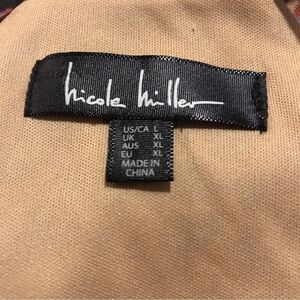 nicole miller
US/CA L
UK XL
AUS XL
EU XL
MADE IN
CHINA